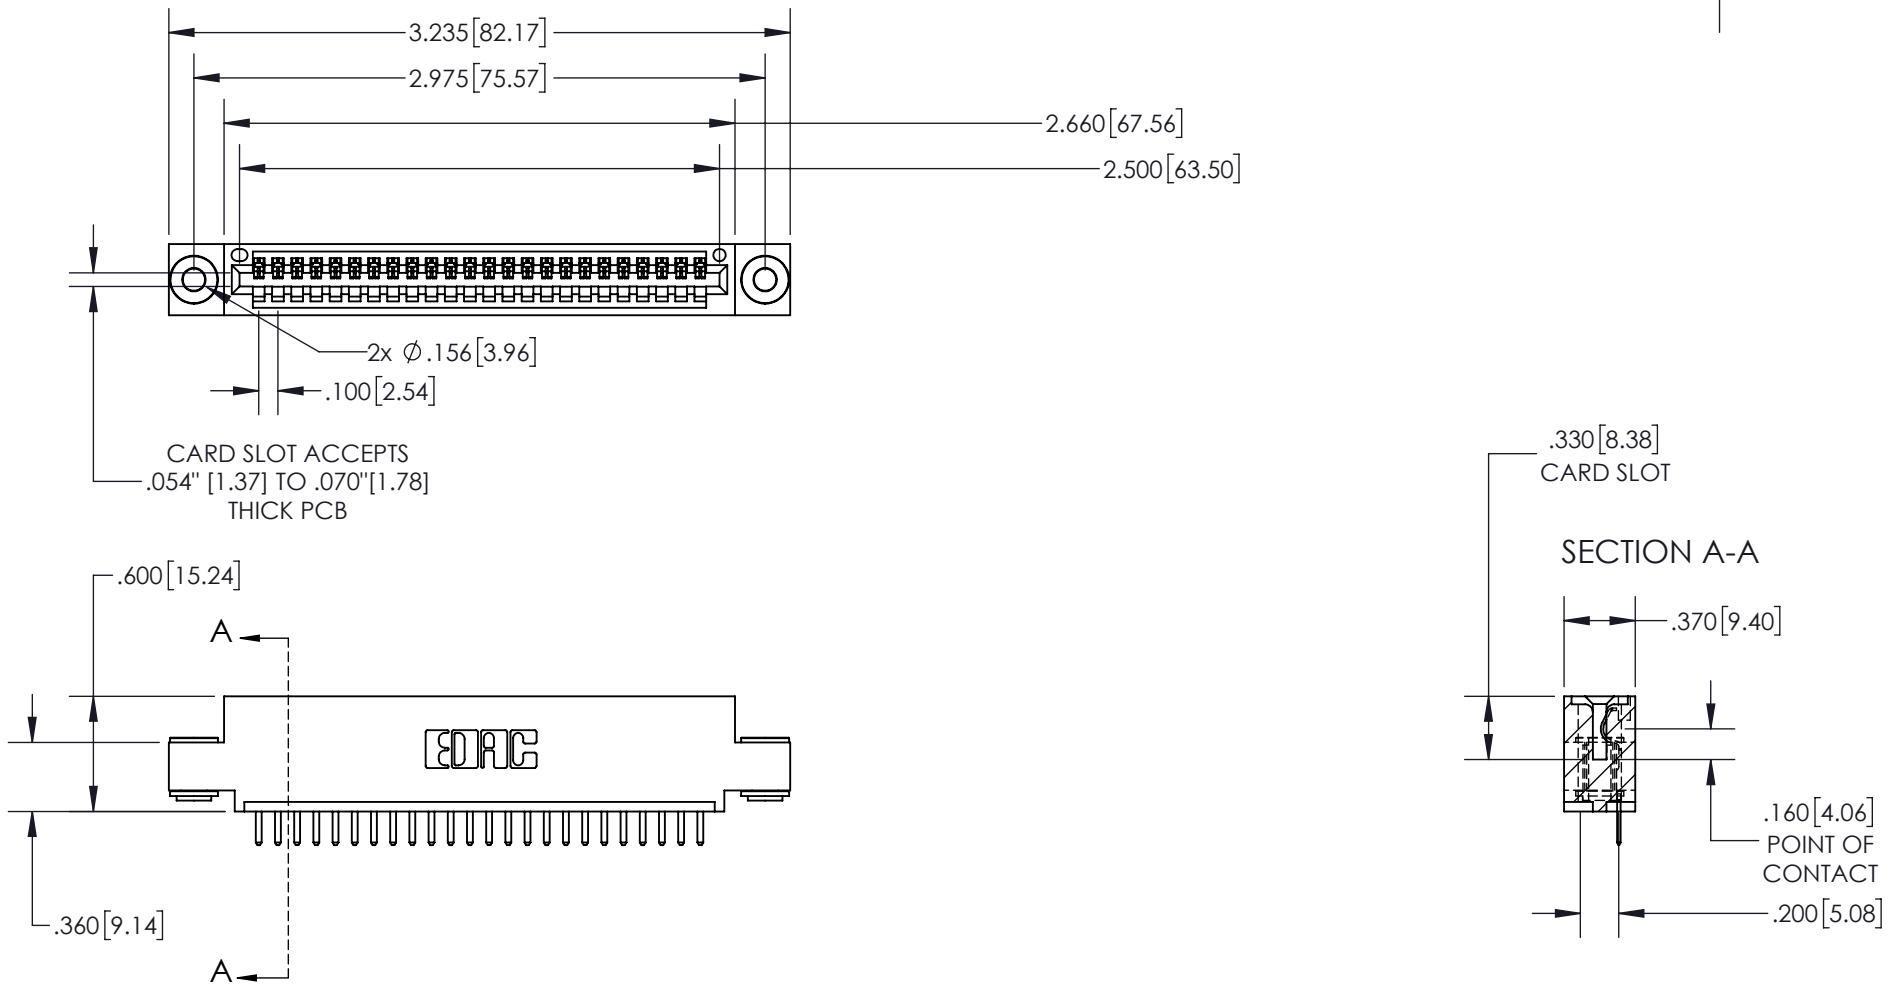 3.235[82.17]
2.975[75.57]
2.660[67.56]
2.500[63.50]
2x Ø.156[3.96]
.100[2.54]
CARD SLOT ACCEPTS
.054" [1.37] TO .070"[1.78]
THICK PCB
.600[15.24]
A
EDAC
.360[9.14]
A
.330[8.38]
CARD SLOT
SECTION A-A
.370[9.40]
.160[4.06]
POINT OF
CONTACT
.200[5.08]